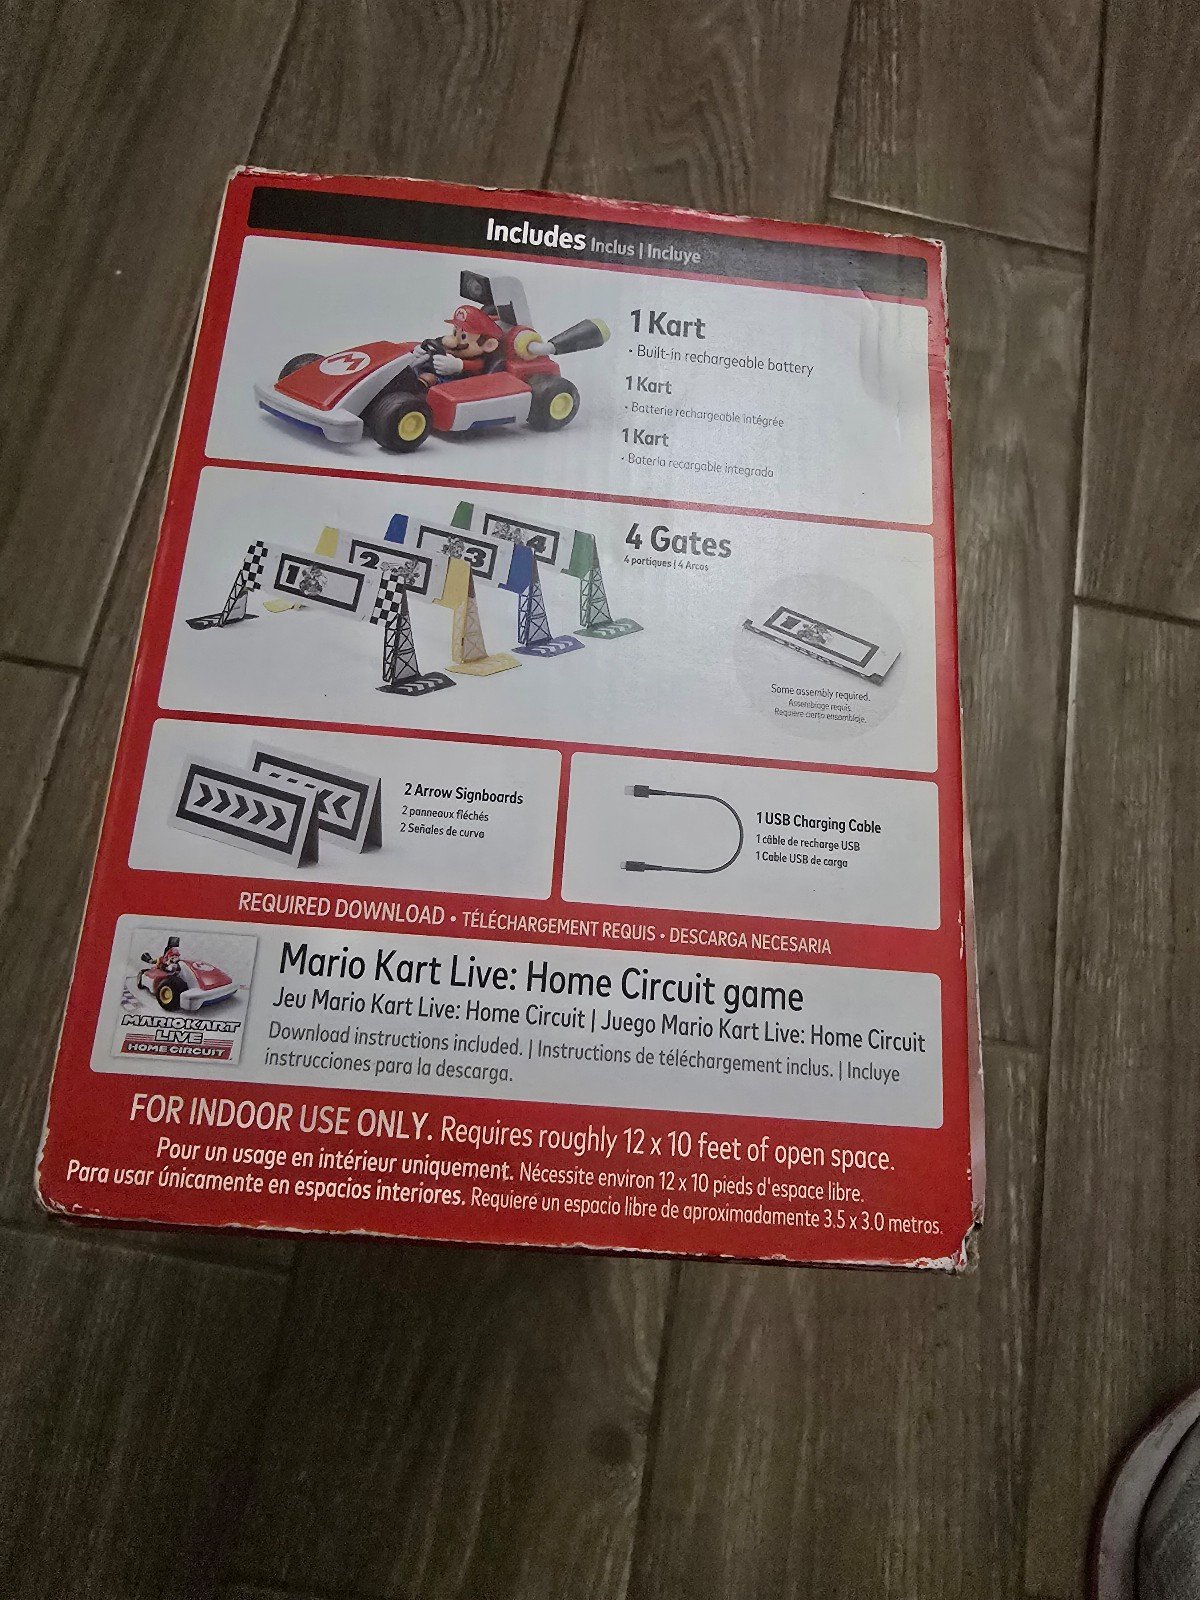 Includes Inclus | Incluye
1 Kart
• Built-in rechargeable battery
1 Kart
• Batterie rechargeable intégrée
1 Kart
• Batería recargable integrada
M
M
4 Gates
4 portiques | 4 Arcos
1
2
3
4
1
Some assembly required.
Assemblage requis.
Requiere cierto ensamblaje.
2 Arrow Signboards
2 panneaux fléchés
2 Señales de curva
1 USB Charging Cable
1 câble de recharge USB
1 Cable USB de carga
REQUIRED DOWNLOAD • TÉLÉCHARGEMENT REQUIS • DESCARGA NECESARIA
MARIOKART
LIVE
HOME CIRCUIT
Mario Kart Live: Home Circuit game
Jeu Mario Kart Live: Home Circuit | Juego Mario Kart Live: Home Circuit
Download instructions included. | Instructions de téléchargement inclus. | Incluye
instrucciones para la descarga.
FOR INDOOR USE ONLY. Requires roughly 12 x 10 feet of open space.
Pour un usage en intérieur uniquement. Nécessite environ 12 x 10 pieds d'espace libre.
Para usar únicamente en espacios interiores. Requiere un espacio libre de aproximadamente 3.5 x 3.0 metros.